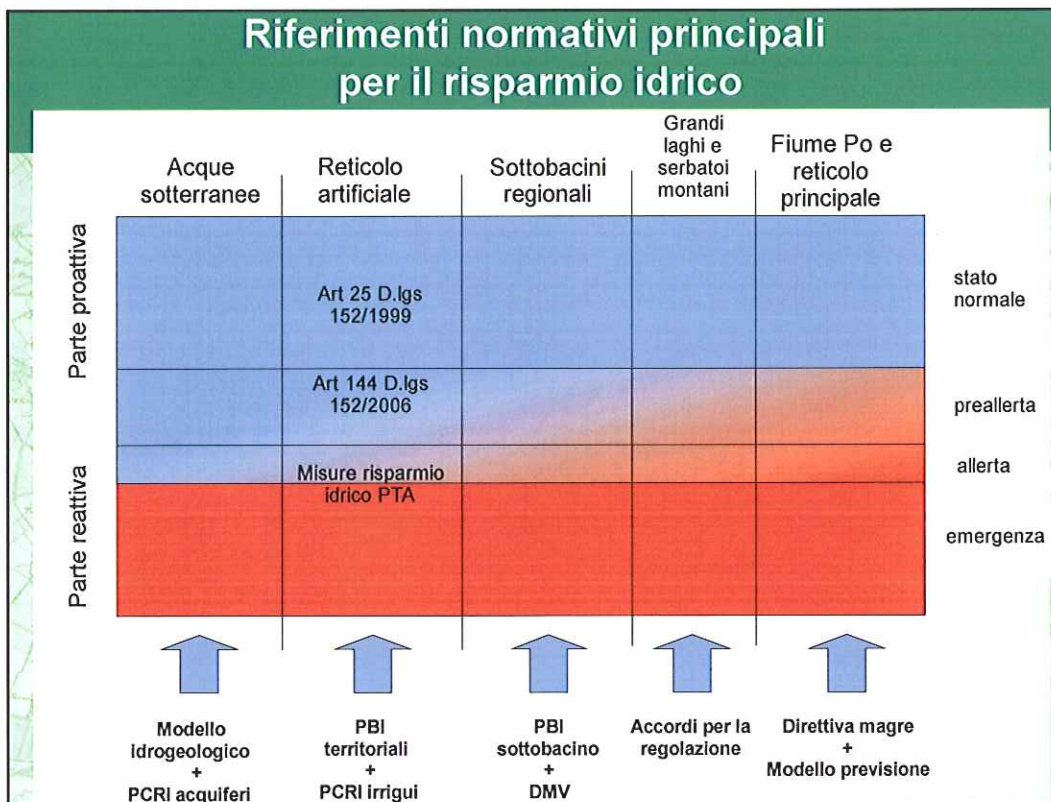 Riferimenti normativi principali
per il risparmio idrico
Acque
sotterranee
Reticolo
artificiale
Sottobacini
regionali
Grandi
laghi e
serbatoi
montani
Fiume Po e
reticolo
principale
Parte proattiva
Parte reattiva
Art 25 D.lgs
152/1999
Art 144 D.lgs
152/2006
Misure risparmio
idrico PTA
stato
normale
preallerta
allerta
emergenza
Modello
idrogeologico
+
PCRI acquiferi
PBI
territoriali
+
PCRI irrigui
PBI
sottobacino
+
DMV
Accordi per la
regolazione
Direttiva magre
+
Modello previsione